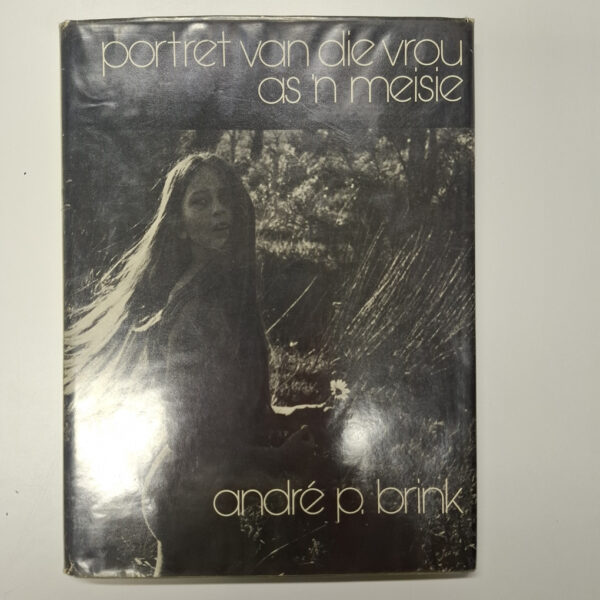 portret van die vrou
as 'n meisie
andré p. brink